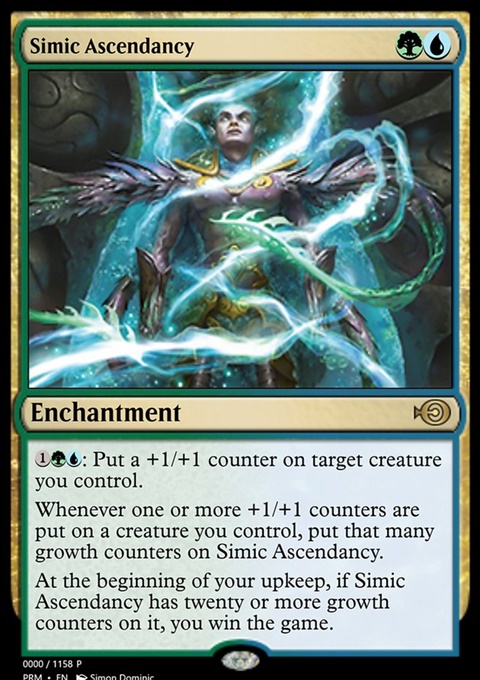 Simic Ascendancy
Enchantment
1: Put a +1/+1 counter on target creature
you control.
Whenever one or more +1/+1 counters are
put on a creature you control, put that many
growth counters on Simic Ascendancy.
At the beginning of your upkeep, if Simic
Ascendancy has twenty or more growth
counters on it, you win the game.
0000 / 1158 P
PRM • EN Simon Dominic